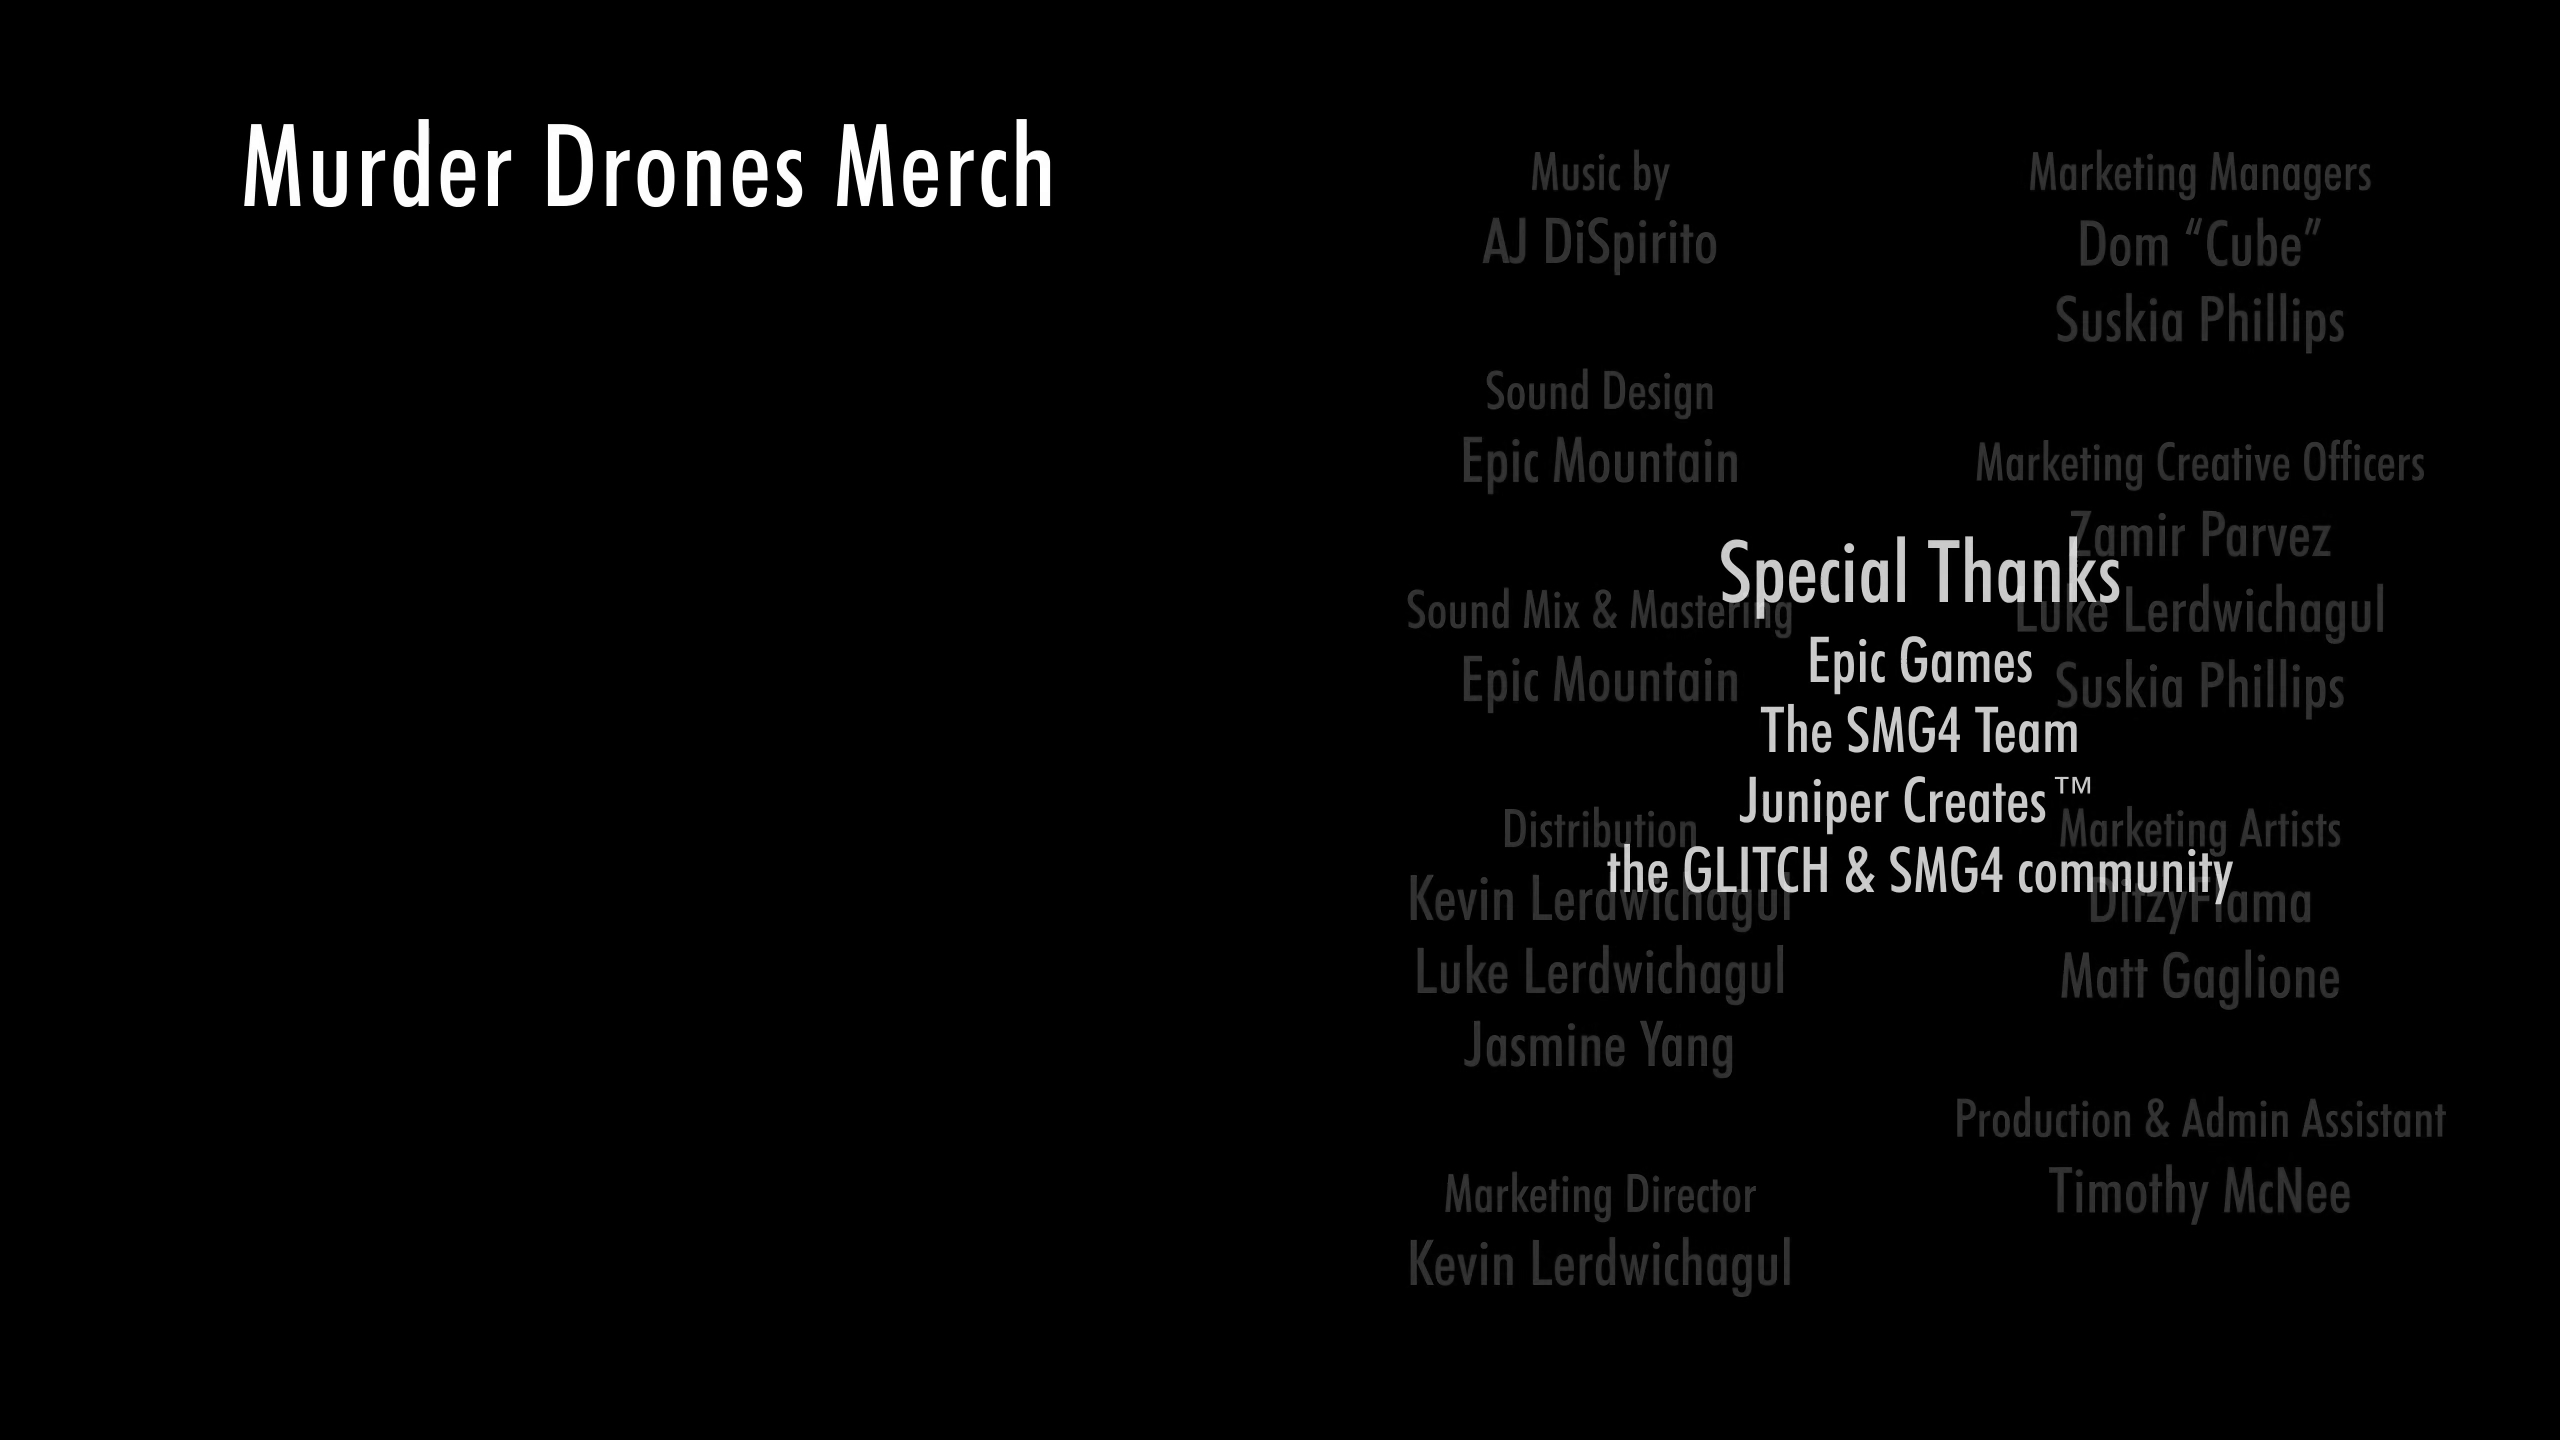 Murder Drones Merch
Music by
AJ DiSpirito
Sound Design
Epic Mountain
Sound Mix & Mastering
Epic Mountain
Distribution
Kevin Lerdwichagul
Luke Lerdwichagul
Jasmine Yang
Marketing Director
Kevin Lerdwichagul
Marketing Managers
Dom “Cube”
Suskia Phillips
Marketing Creative Officers
Zamir Parvez
Luke Lerdwichagul
Suskia Phillips
Marketing Artists
DitzyFlama
Matt Gaglione
Production & Admin Assistant
Timothy McNee
Special Thanks
Epic Games
The SMG4 Team
Juniper Creates™
the GLITCH & SMG4 community